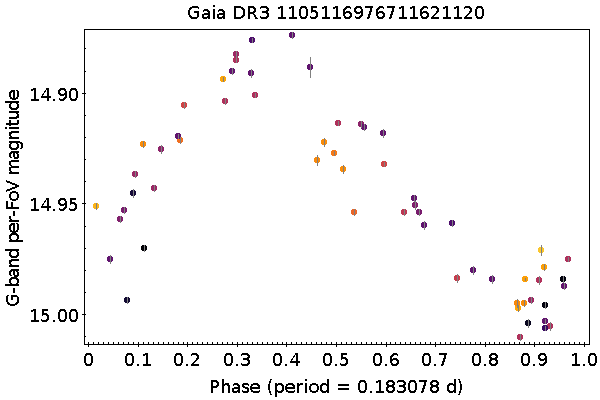 Gaia DR3 1105116976711621120
G-band per-FoV magnitude
14.90
14.95
15.00
0 0.1 0.2 0.3 0.4 0.5 0.6 0.7 0.8 0.9 1.0
Phase (period = 0.183078 d)